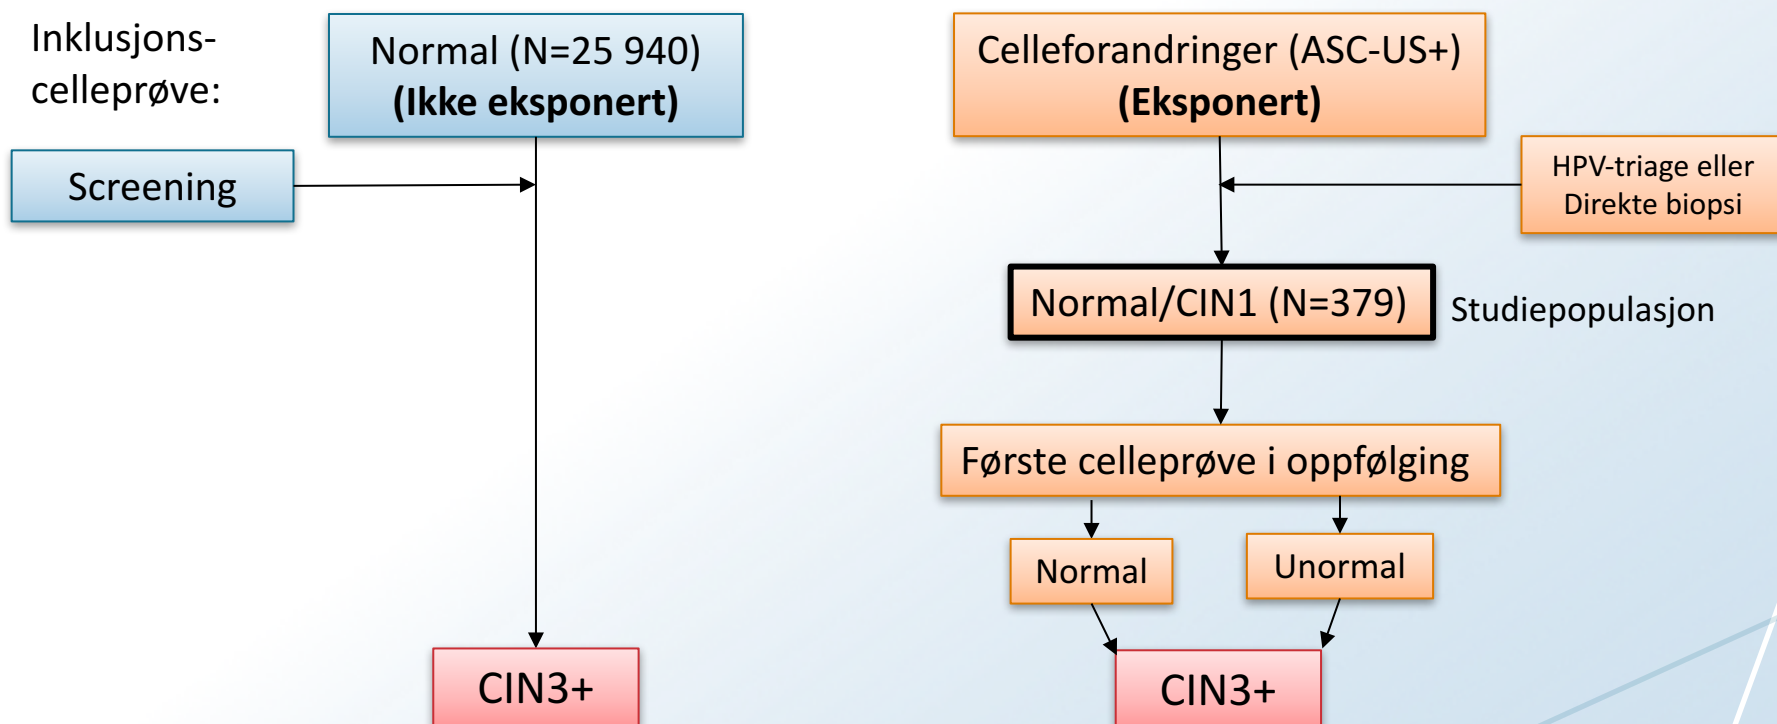 Inklusjons-
celleprøve:
Normal (N=25 940)
(Ikke eksponert)
Celleforandringer (ASC-US+)
(Eksponert)
Screening
HPV-triage eller
Direkte biopsi
Normal/CIN1 (N=379)
Studiepopulasjon
Første celleprøve i oppfølging
Normal
Unormal
CIN3+
CIN3+